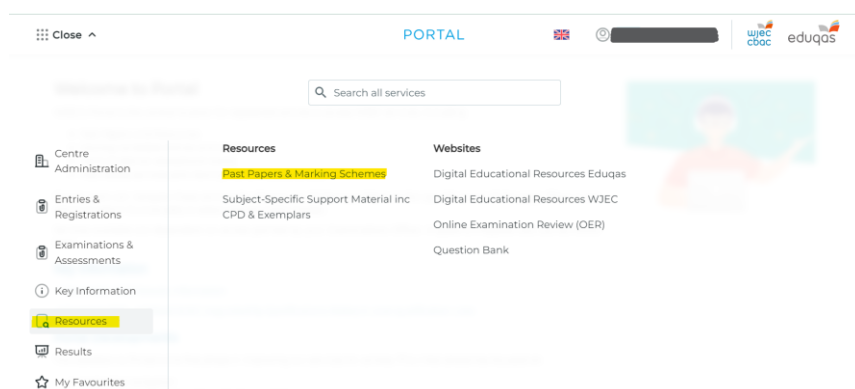 Close
PORTAL
wjec
cbac
eduqas
Search all services
Centre
Administration
Entries &
Registrations
Examinations &
Assessments
Key Information
Resources
Results
My Favourites
Resources
Past Papers & Marking Schemes
Subject-Specific Support Material inc
CPD & Exemplars
Websites
Digital Educational Resources Eduqas
Digital Educational Resources WJEC
Online Examination Review (OER)
Question Bank